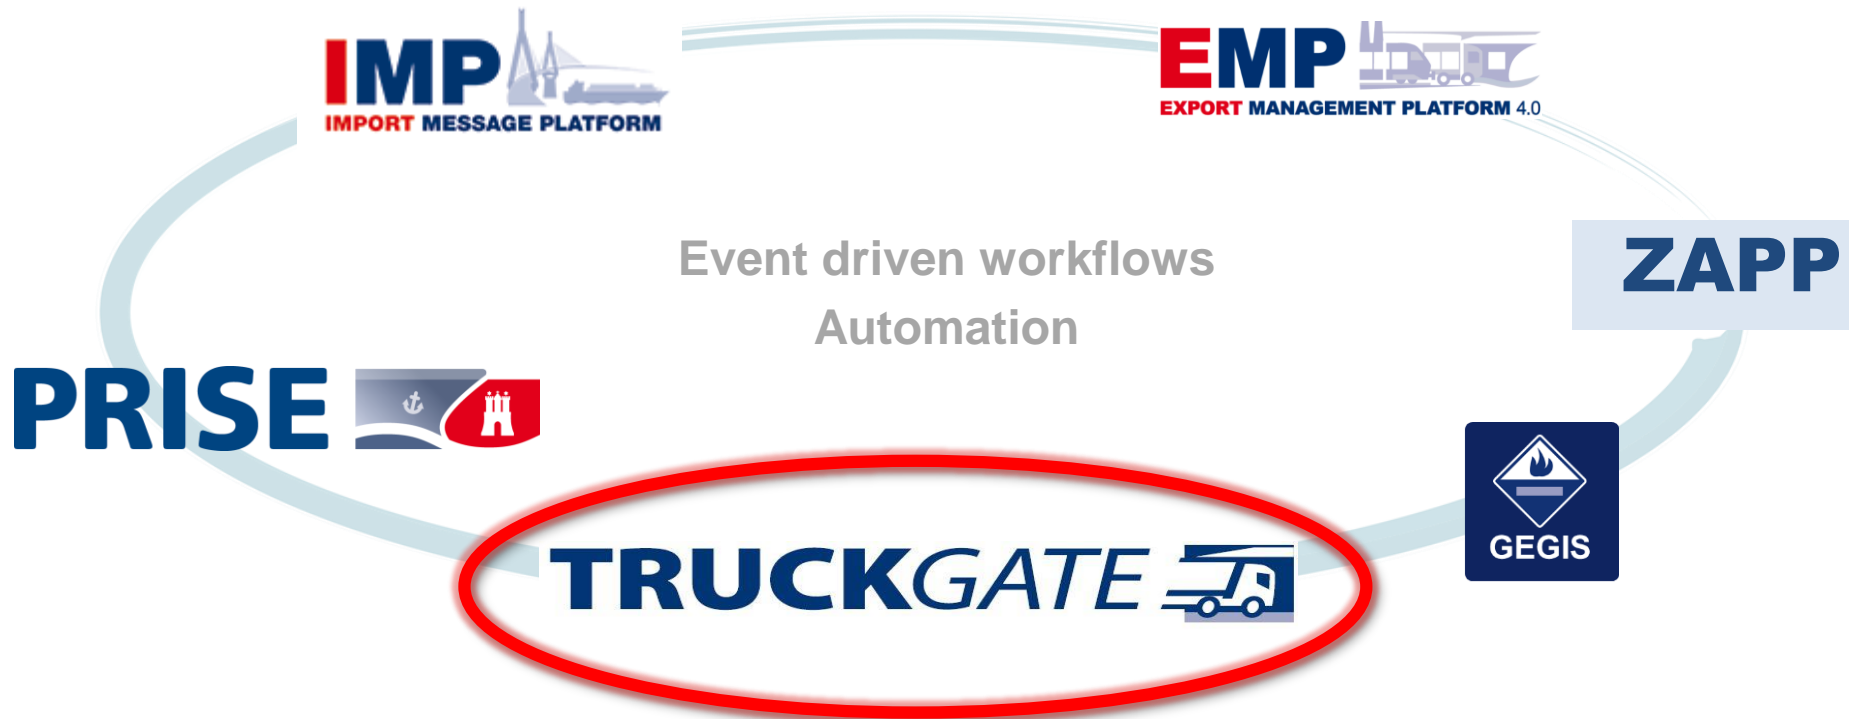 IMP
IMPORT MESSAGE PLATFORM
EMP
EXPORT MANAGEMENT PLATFORM 4.0
ZAPP
Event driven workflows
Automation
PRISE
GEGIS
TRUCKGATE